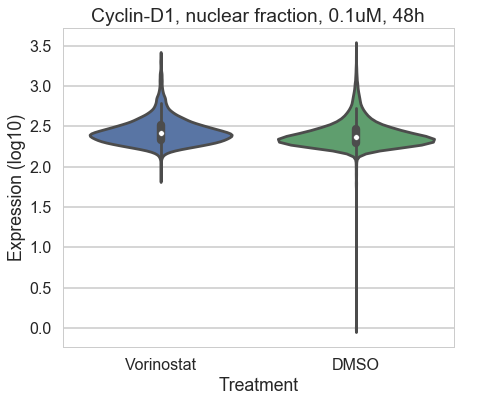 Cyclin-D1, nuclear fraction, 0.1uM, 48h
Expression (log10)
3.5
3.0
2.5
2.0
1.5
1.0
0.5
0.0
Vorinostat DMSO
Treatment